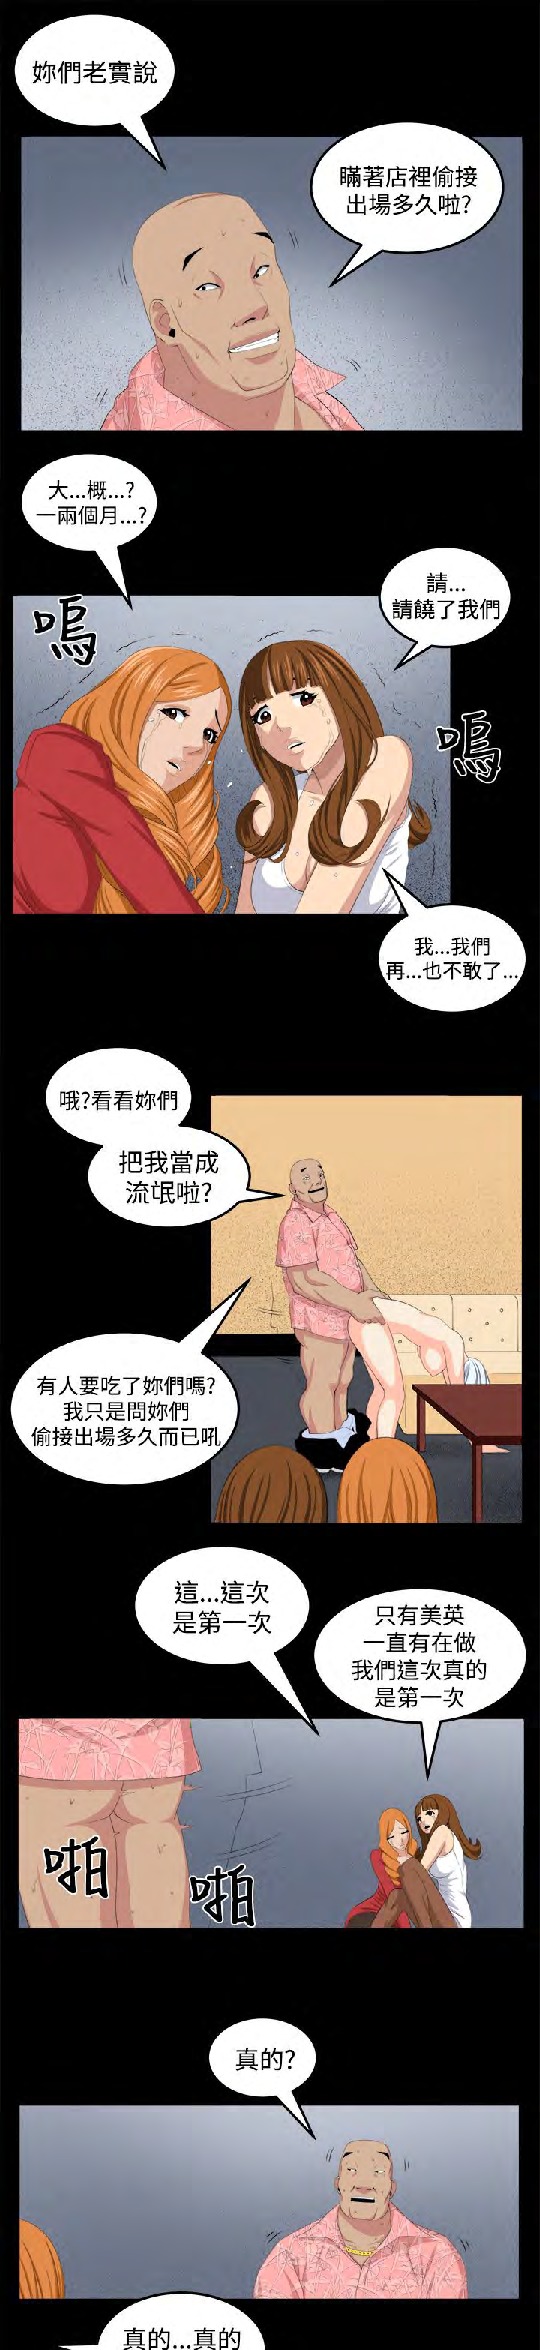 妳們老實說
瞞著店裡偷接
出場多久啦?
大...概...?
一兩個月...?
請...
請饒了我們
嗚
嗚
我...我們
再...也不敢了...
哦?看看妳們
把我當成
流氓啦?
有人要吃了妳們嗎?
我只是問妳們
偷接出場多久而已吼
這...這次
是第一次
只有美英
一直有在做
我們這次真的
是第一次
啪
啪
真的?
真的...真的